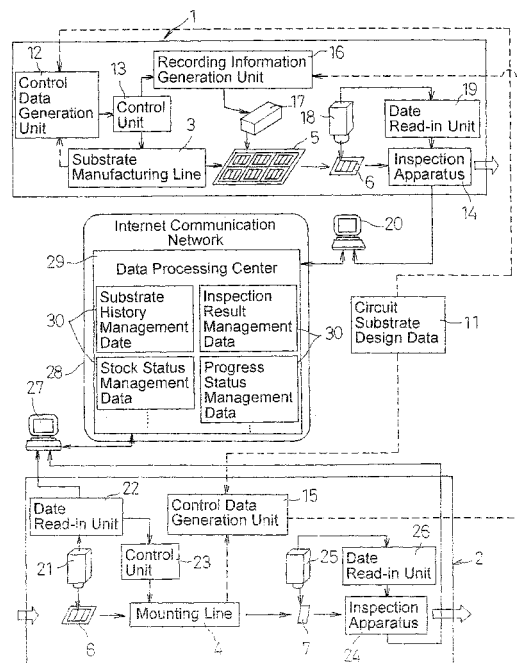 1
12
Control
Data
Generation
Unit
13
Control
Unit
Recording Information
Generation Unit
16
17
18
19
Date
Read-in Unit
3
Substrate
Manufacturing Line
5
6
Inspection
Apparatus
14
20
Internet Communication
Network
29
Data Processing Center
Substrate
History
Management
Date
Inspection
Result
Management
Data
30
30
Stock Status
Management
Data
Progress
Status
Management
Data
28
Circuit
Substrate
Design Data
11
27
22
Date
Read-in Unit
15
Control Data
Generation Unit
21
Control
Unit
23
25
26
Date
Read-in Unit
2
6
Mounting Line
4
7
Inspection
Apparatus
24